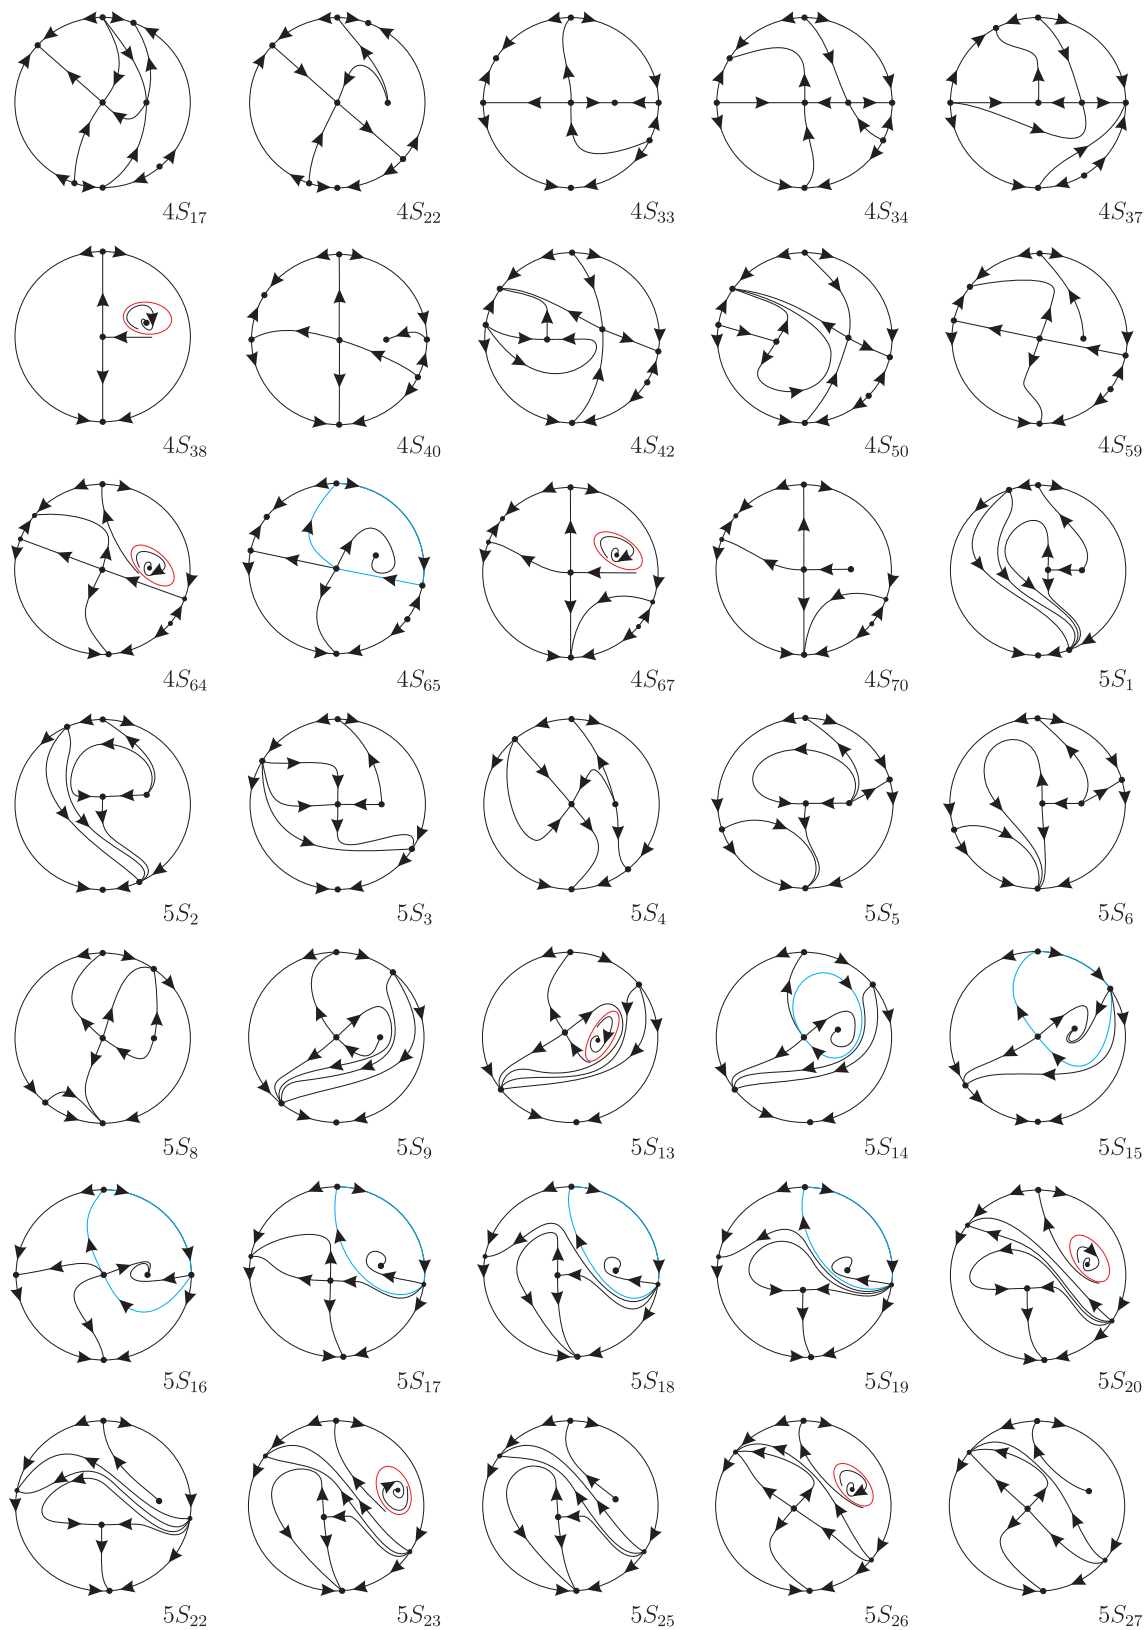 4S₁₇ 4S₂₂ 4S₃₃ 4S₃₄ 4S₃₇
4S₃₈ 4S₄₀ 4S₄₂ 4S₅₀ 4S₅₉
4S₆₄ 4S₆₅ 4S₆₇ 4S₇₀ 5S₁
5S₂ 5S₃ 5S₄ 5S₅ 5S₆
5S₈ 5S₉ 5S₁₃ 5S₁₄ 5S₁₅
5S₁₆ 5S₁₇ 5S₁₈ 5S₁₉ 5S₂₀
5S₂₂ 5S₂₃ 5S₂₅ 5S₂₆ 5S₂₇